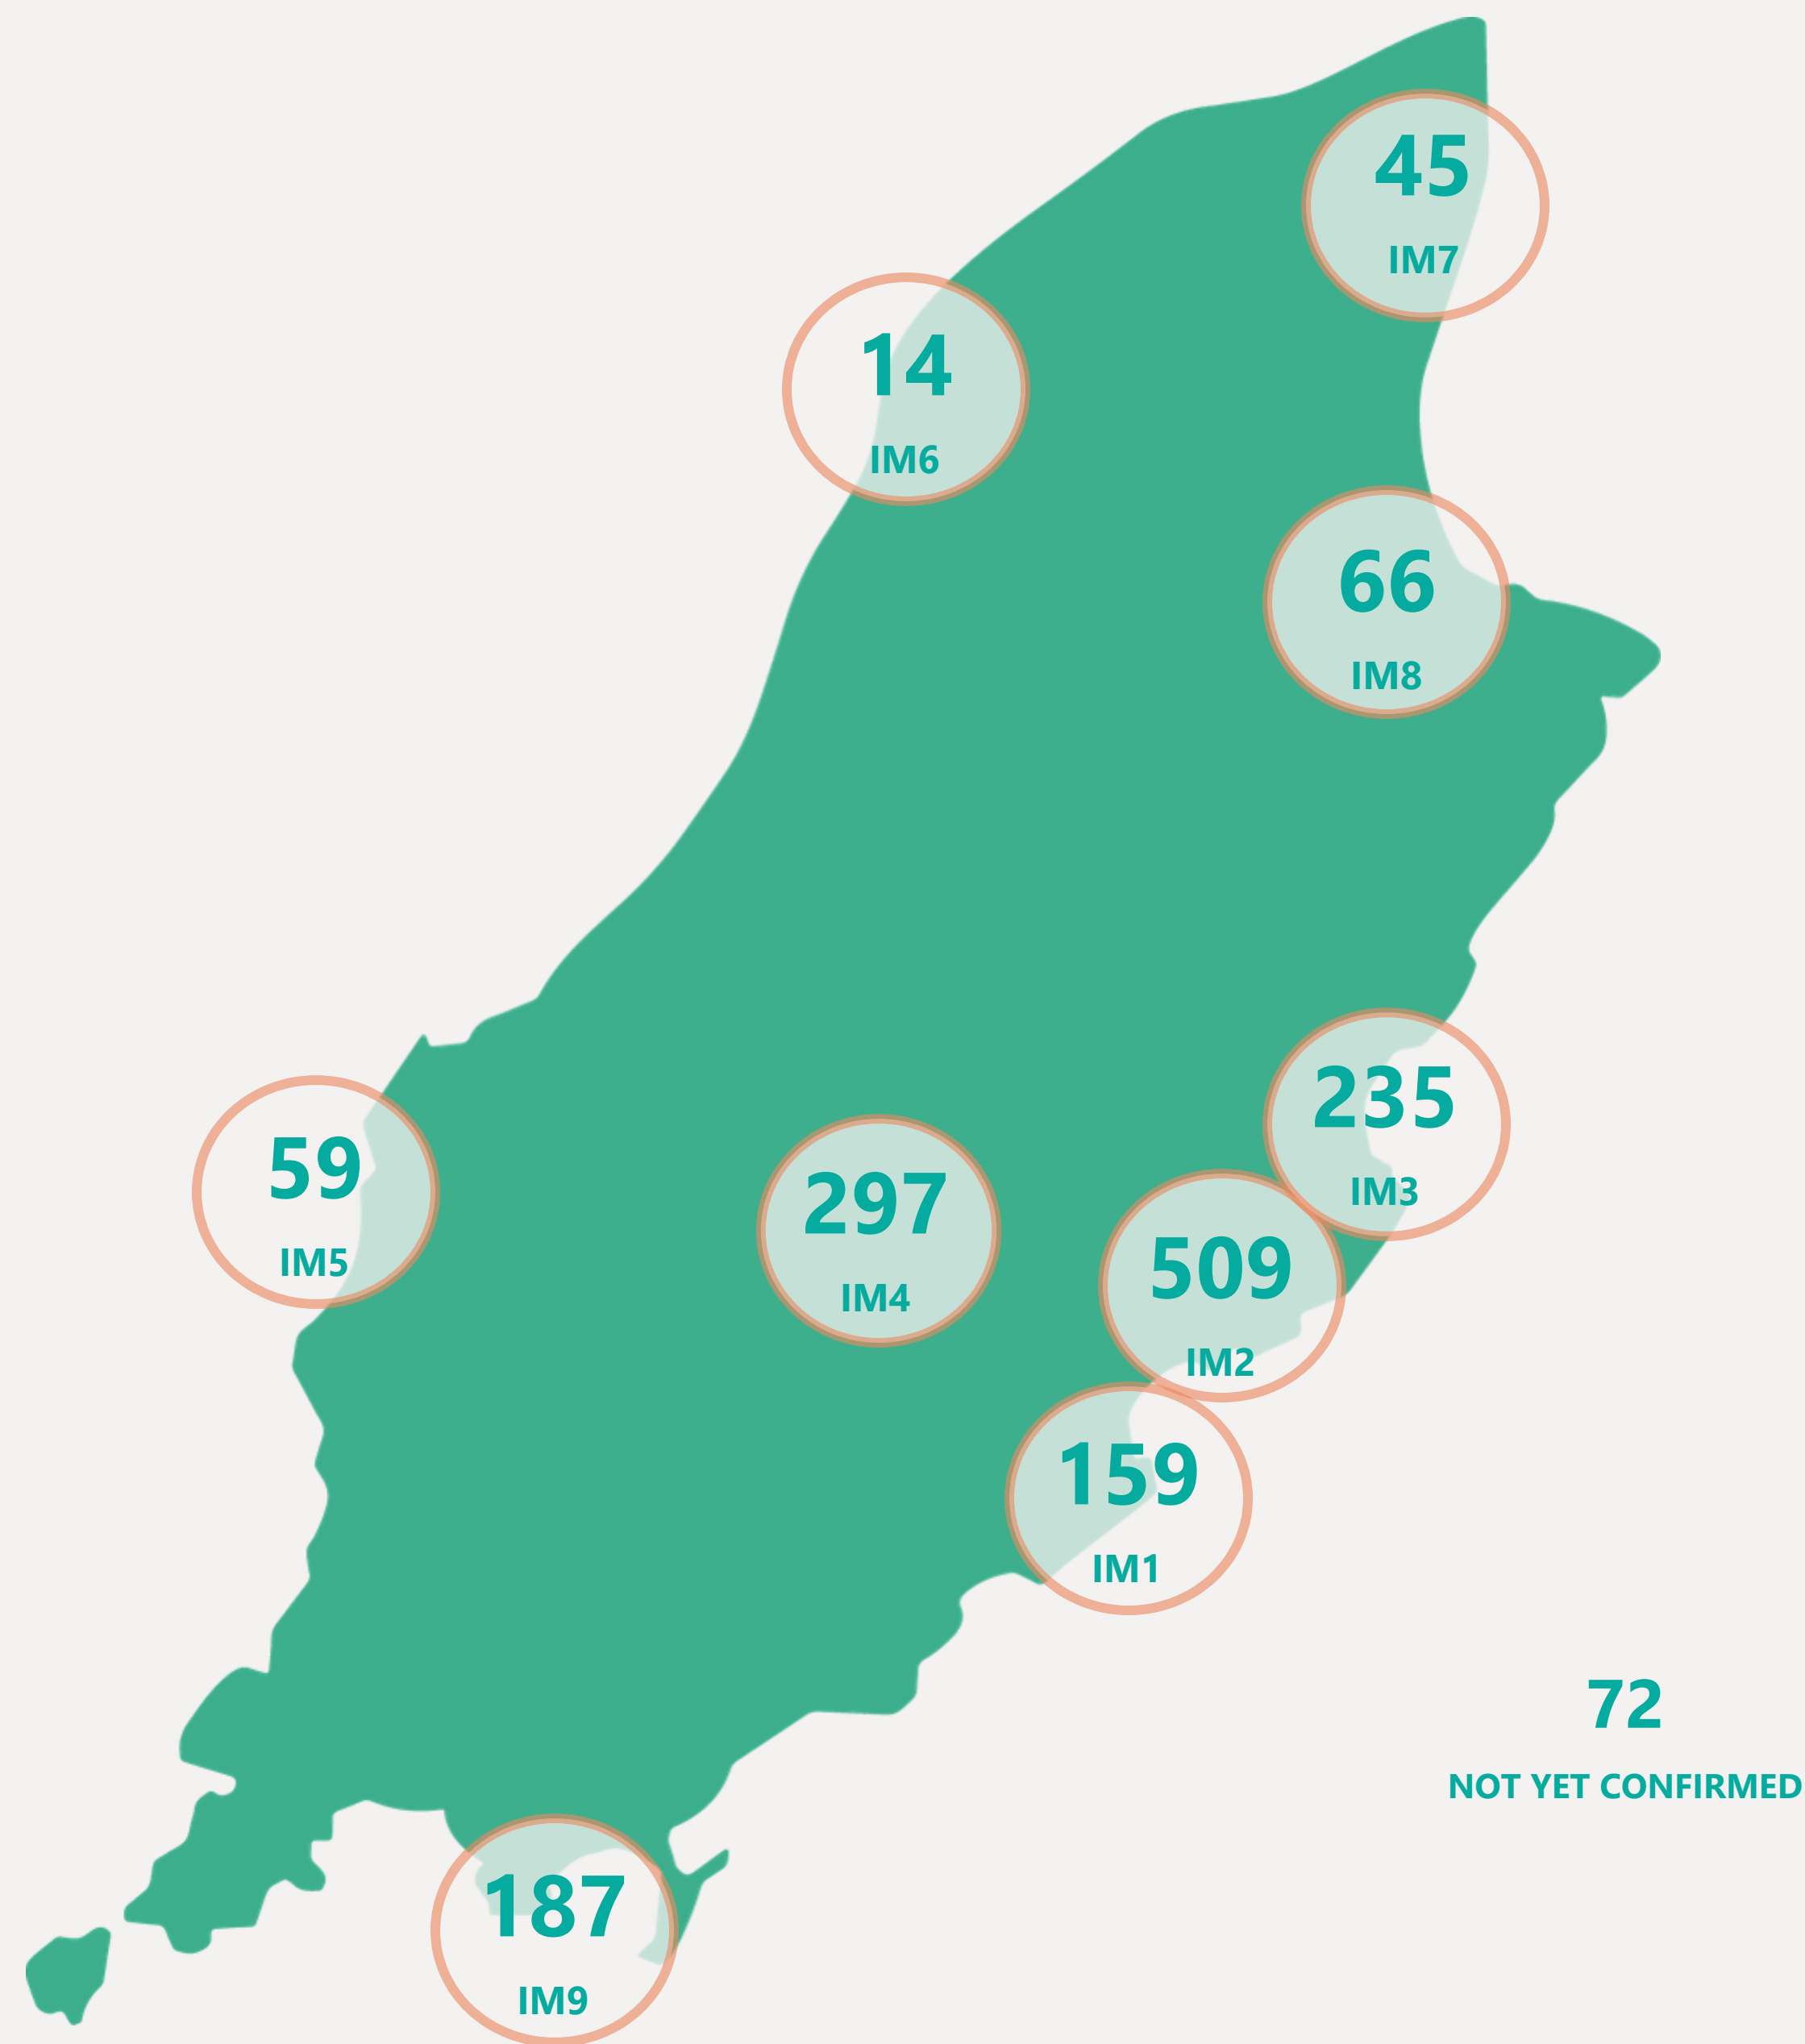 45
IM7
14
IM6
66
IM8
235
IM3
59
IM5
297
IM4
509
IM2
159
IM1
72
NOT YET CONFIRMED
187
IM9